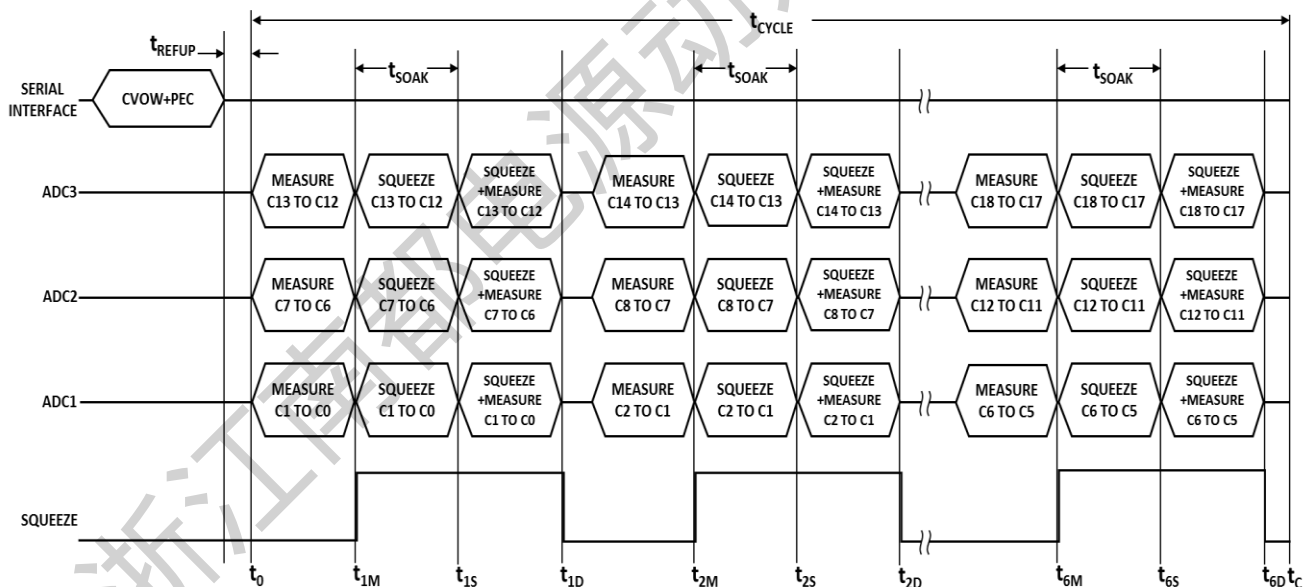 tCYCLE
tREFUP
tSOAK tSOAK tSOAK
SERIAL
INTERFACE
CVOW+PEC
ADC3
MEASURE
C13 TO C12
SQUEEZE
C13 TO C12
SQUEEZE
+MEASURE
C13 TO C12
MEASURE
C14 TO C13
SQUEEZE
C14 TO C13
SQUEEZE
+MEASURE
C14 TO C13
MEASURE
C18 TO C17
SQUEEZE
C18 TO C17
SQUEEZE
+MEASURE
C18 TO C17
ADC2
MEASURE
C7 TO C6
SQUEEZE
C7 TO C6
SQUEEZE
+MEASURE
C7 TO C6
MEASURE
C8 TO C7
SQUEEZE
C8 TO C7
SQUEEZE
+MEASURE
C8 TO C7
MEASURE
C12 TO C11
SQUEEZE
C12 TO C11
SQUEEZE
+MEASURE
C12 TO C11
ADC1
MEASURE
C1 TO C0
SQUEEZE
C1 TO C0
SQUEEZE
+MEASURE
C1 TO C0
MEASURE
C2 TO C1
SQUEEZE
C2 TO C1
SQUEEZE
+MEASURE
C2 TO C1
MEASURE
C6 TO C5
SQUEEZE
C6 TO C5
SQUEEZE
+MEASURE
C6 TO C5
SQUEEZE
t0 t1M t1S t1D t2M t2S t2D t6M t6S t6D
浙江南都电源动